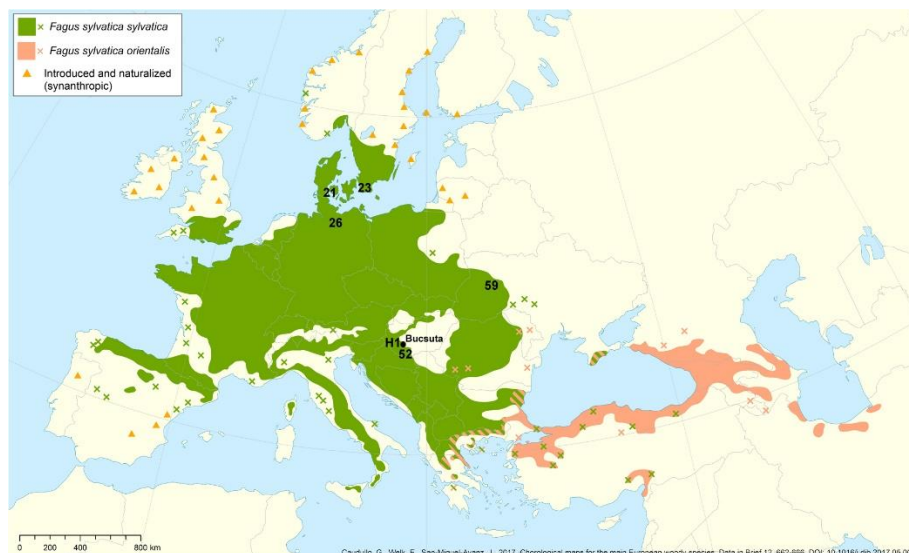 Fagus sylvatica sylvatica
Fagus sylvatica orientalis
Introduced and naturalized
(synanthropic)
21
23
26
59
H1 Bucsuta
52
0 200 400 800 km
Caudullo, G., Welk, E., San-Miguel-Ayanz, J., 2017. Chorological maps for the main European woody species. Data in Brief 12, 662-666. DOI: 10.1016/j.dib.2017.05.00